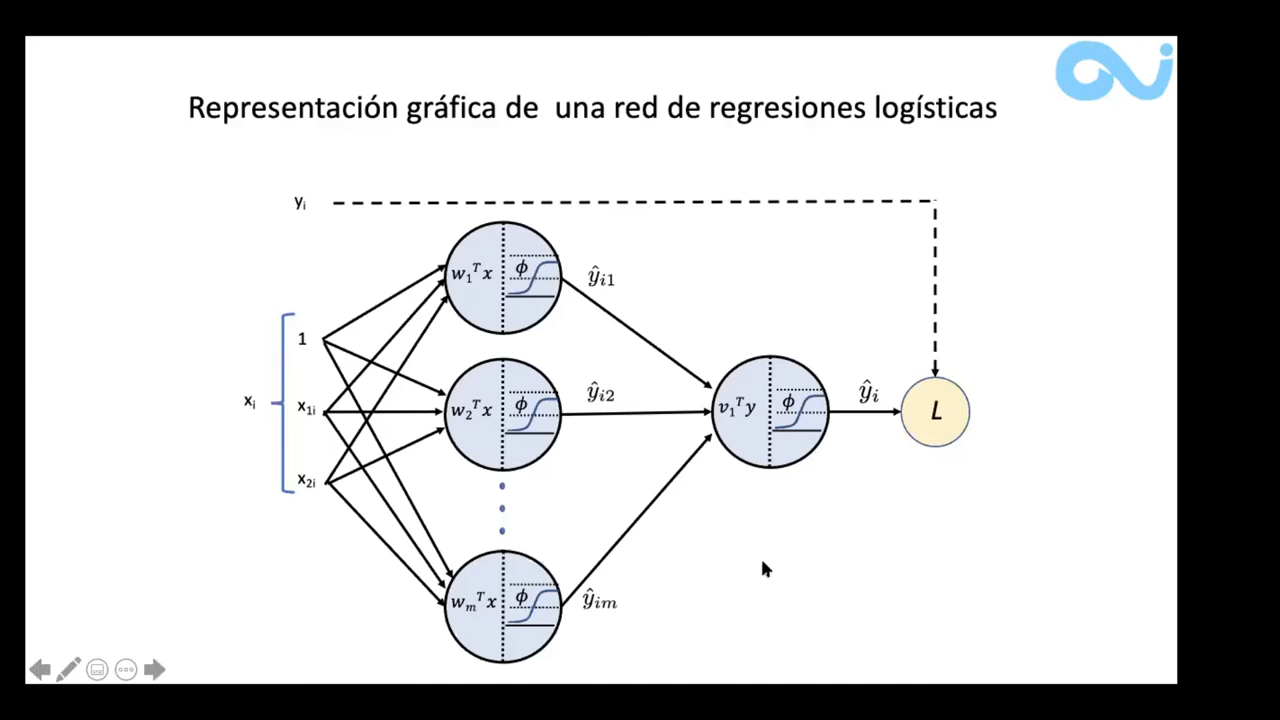 Representación gráfica de una red de regresiones logísticas
yᵢ
w₁ᵀx ϕ
ŷᵢ₁
1
xᵢ
x₁ᵢ
x₂ᵢ
w₂ᵀx ϕ
ŷᵢ₂
v₁ᵀy ϕ
ŷᵢ
L
wₘᵀx ϕ
ŷᵢₘ